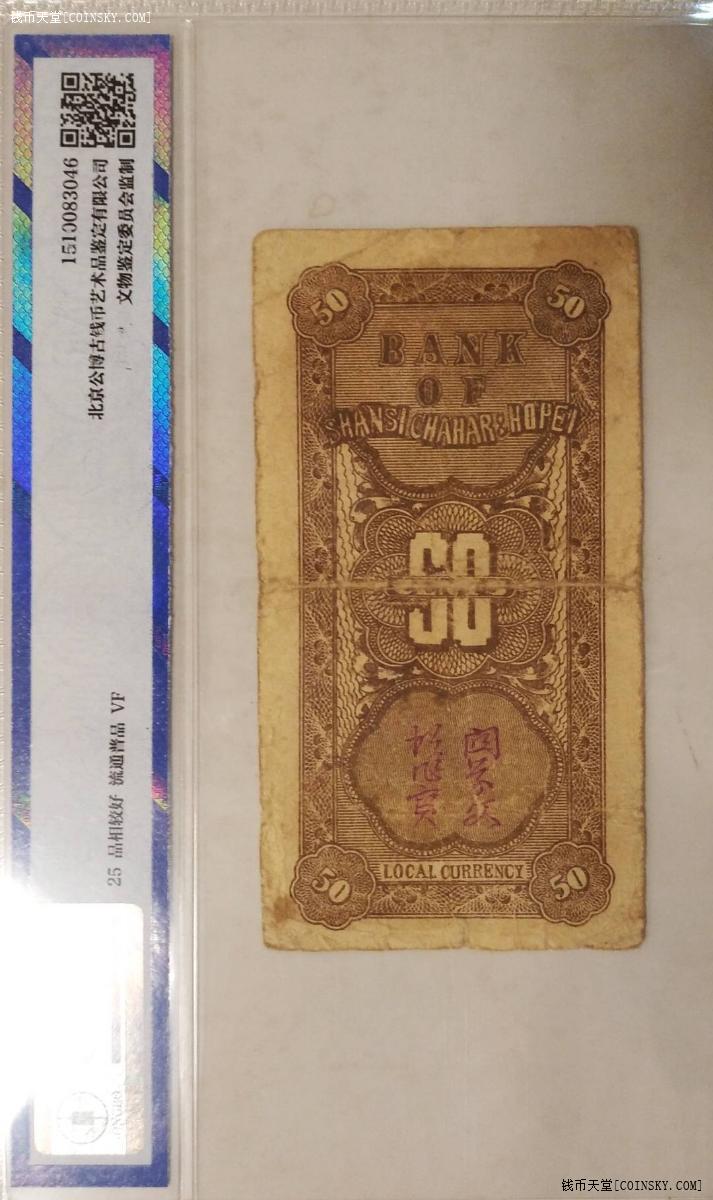 钱币天堂[COINSKY.COM]
1510083046
北京公博古钱币艺术品鉴定有限公司
文物鉴定委员会监制
25 品相较好 流通普品 VF
50
50
BANK
OF
SHANSI CHAHAR & HOPEI
50
CENTS
LOCAL CURRENCY
50
50
钱币天堂[COINSKY.COM]